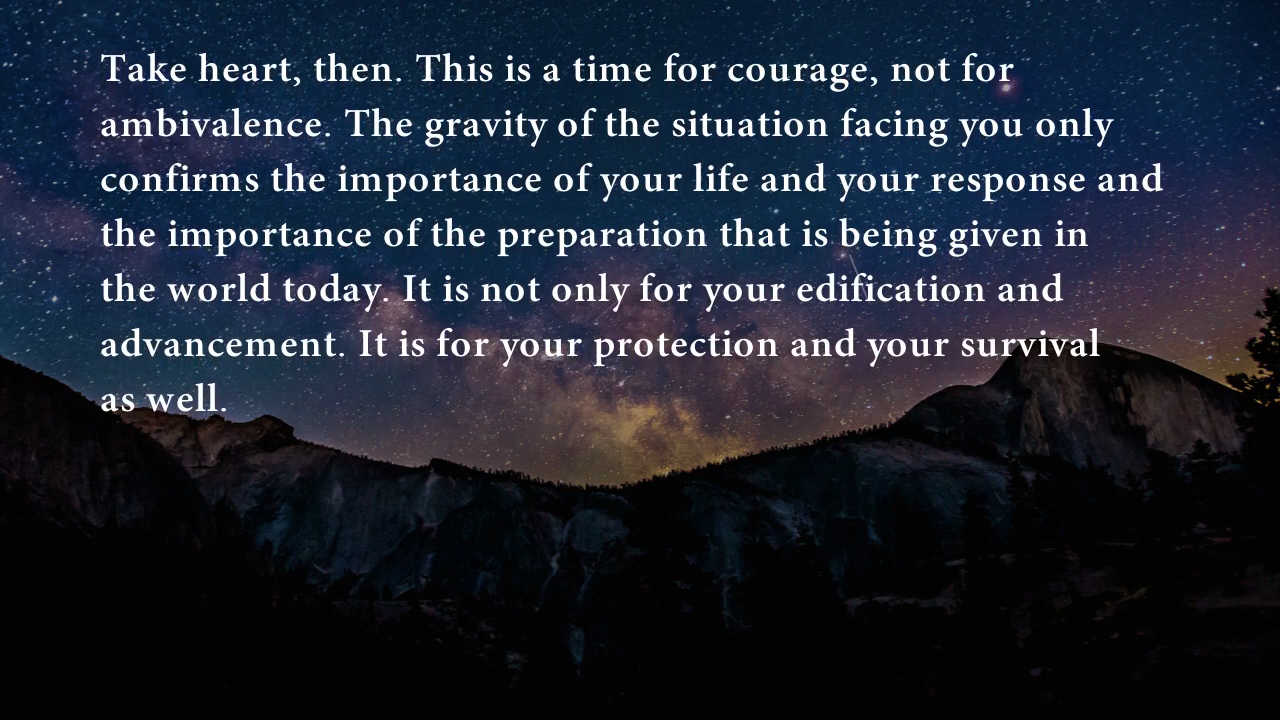 Take heart, then. This is a time for courage, not for
ambivalence. The gravity of the situation facing you only
confirms the importance of your life and your response and
the importance of the preparation that is being given in
the world today. It is not only for your edification and
advancement. It is for your protection and your survival
as well.